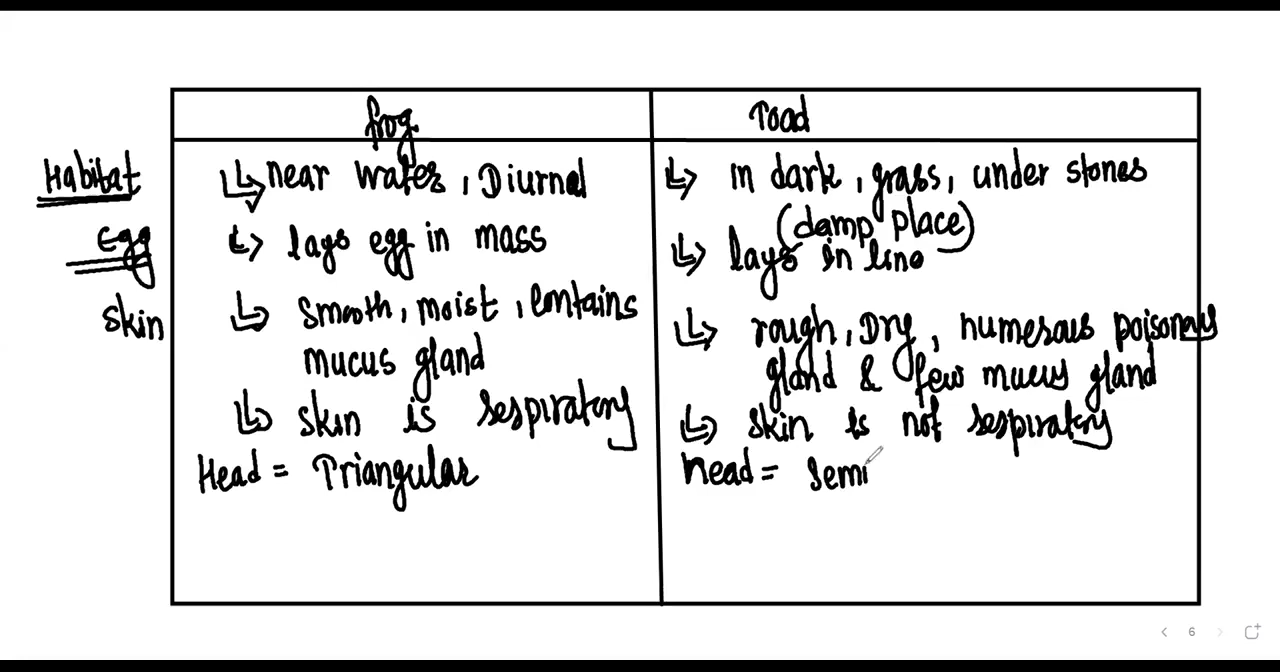 frog
Toad
Habitat
near water, Diurnal
in dark, grass, under stones
(damp place)
Egg
lays egg in mass
lays in line
skin
smooth, moist, contains
mucus gland
rough, Dry, numerous poisonous
gland & few mucus gland
skin is respiratory
skin is not respiratory
Head = Triangular
head = semi
6